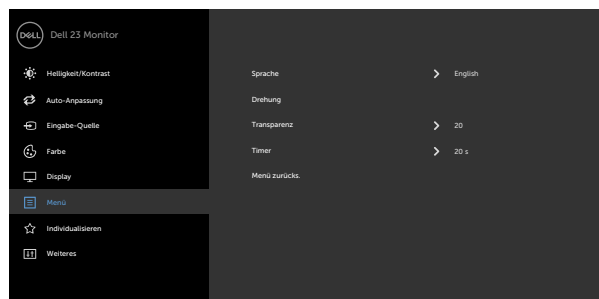 DELL Dell 23 Monitor
Helligkeit/Kontrast
Auto-Anpassung
Eingabe-Quelle
Farbe
Display
Menü
Individualisieren
Weiteres
Sprache English
Drehung
Transparenz 20
Timer 20 s
Menü zurücks.